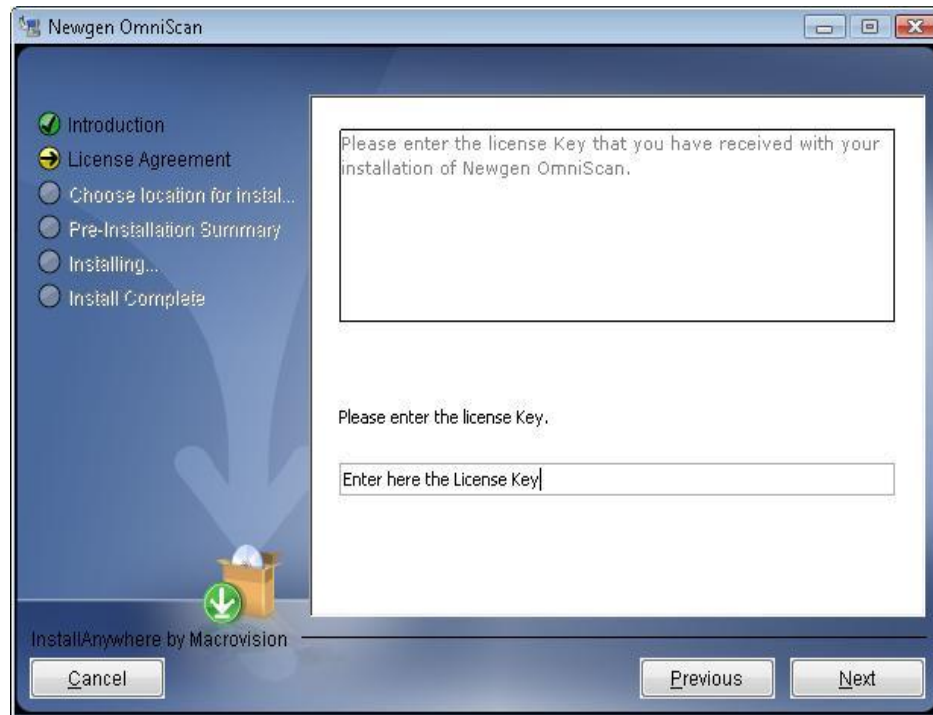 Newgen OmniScan
Introduction
License Agreement
Choose location for instal...
Pre-Installation Summary
Installing...
Install Complete
Please enter the license Key that you have received with your
installation of Newgen OmniScan.
Please enter the license Key.
Enter here the License Key
InstallAnywhere by Macrovision
Cancel
Previous
Next